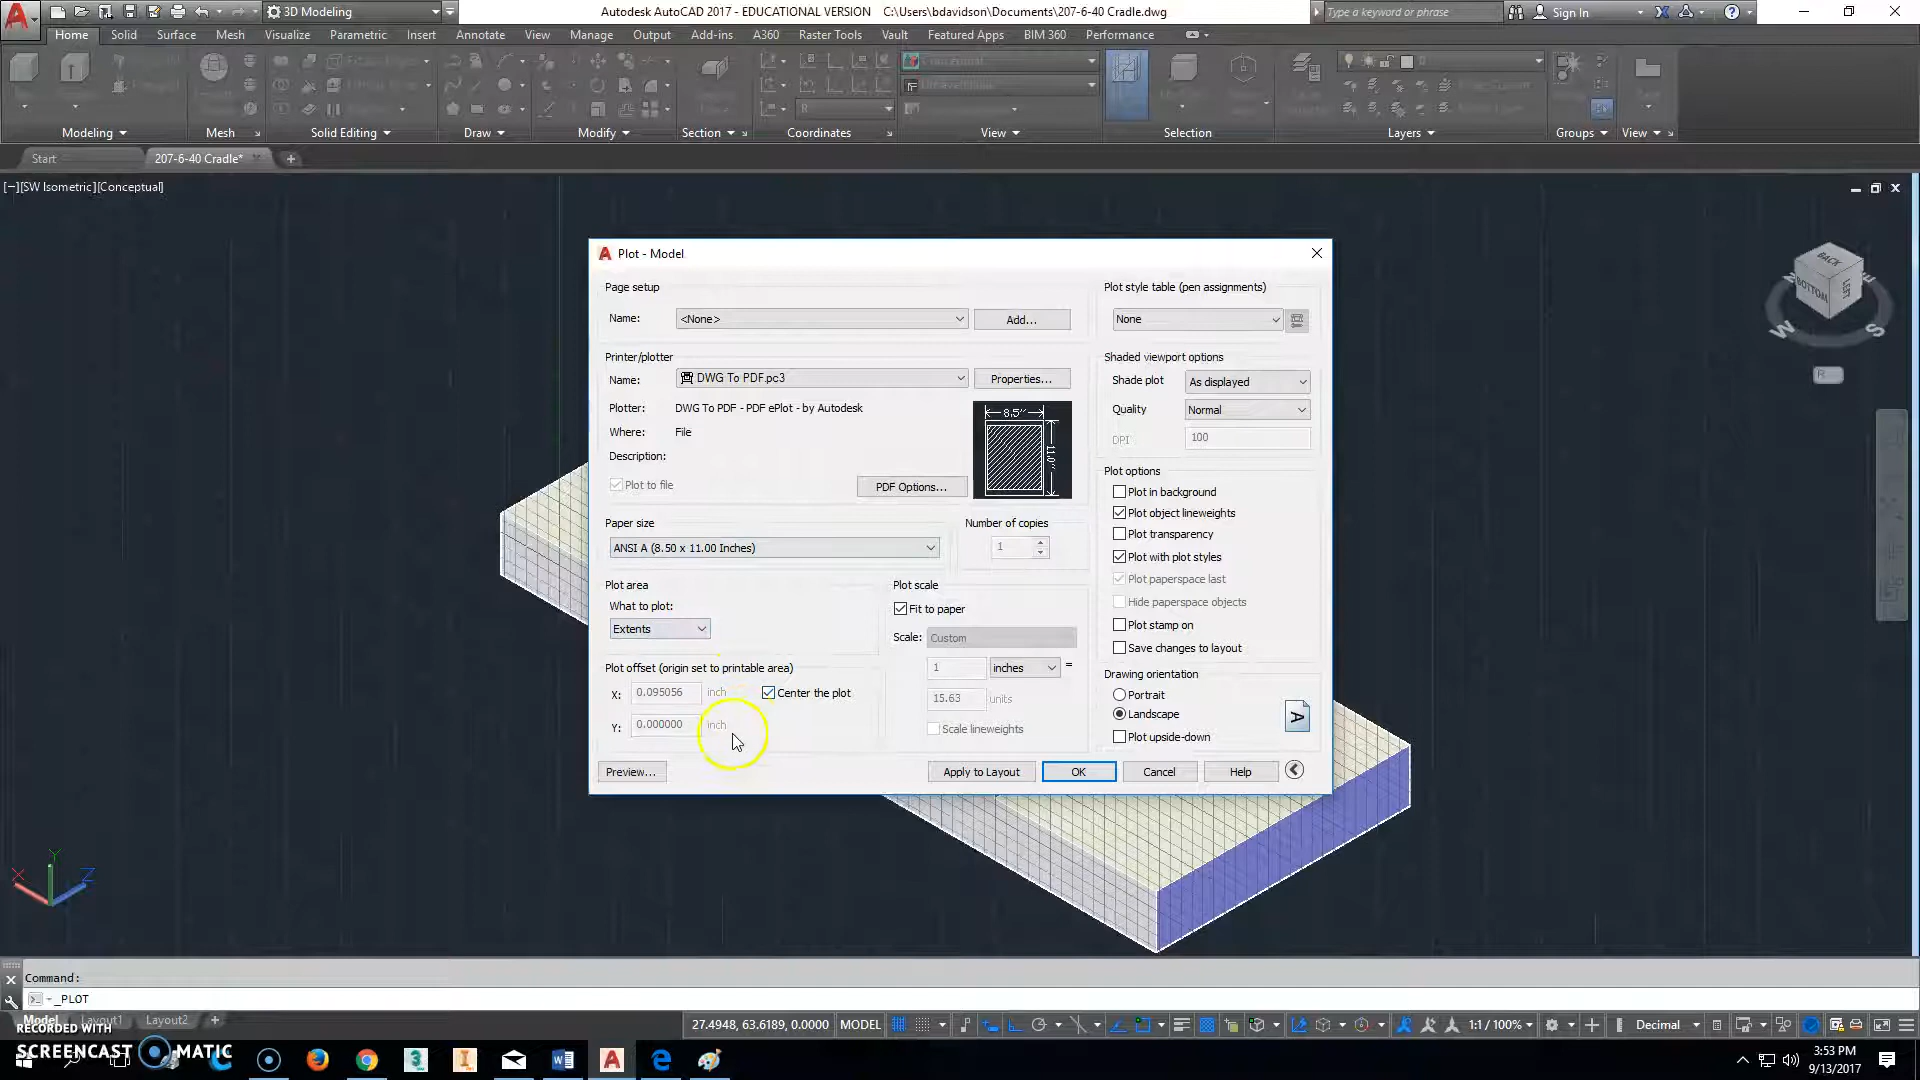 3D Modeling
Autodesk AutoCAD 2017 - EDUCATIONAL VERSION C:\Users\bdavidson\Documents\207-6-40 Cradle.dwg
Type a keyword or phrase
Sign In
Home Solid Surface Mesh Visualize Parametric Insert Annotate View Manage Output Add-ins A360 Raster Tools Vault Featured Apps BIM 360 Performance
Conceptual
Modeling Mesh Solid Editing Draw Modify Section Coordinates View Selection Layers Groups View
Start 207-6-40 Cradle*
[−][SW Isometric][Conceptual]
BACK
BOTTOM
LEFT
W S
Plot - Model
Page setup
Name: <None> Add...
Plot style table (pen assignments)
None
Printer/plotter
Name: DWG To PDF.pc3 Properties...
Plotter: DWG To PDF - PDF ePlot - by Autodesk
Where: File
Description:
Plot to file
PDF Options...
8.5''
11.0''
Shaded viewport options
Shade plot As displayed
Quality Normal
DPI 100
Paper size
ANSI A (8.50 x 11.00 Inches)
Number of copies
1
Plot options
Plot in background
Plot object lineweights
Plot transparency
Plot with plot styles
Plot paperspace last
Hide paperspace objects
Plot stamp on
Save changes to layout
Plot area
What to plot:
Extents
Plot scale
Fit to paper
Scale: Custom
1 inches =
15.63 units
Scale lineweights
Plot offset (origin set to printable area)
X: 0.095056 inch Center the plot
Y: 0.000000 inch
Drawing orientation
Portrait
Landscape
Plot upside-down
A
Preview... Apply to Layout OK Cancel Help
X Y Z
Command:
_PLOT
Model Layout1 Layout2 +
27.4948, 63.6189, 0.0000 MODEL 1:1 / 100% Decimal
RECORDED WITH
SCREENCAST MATIC
3:53 PM
9/13/2017